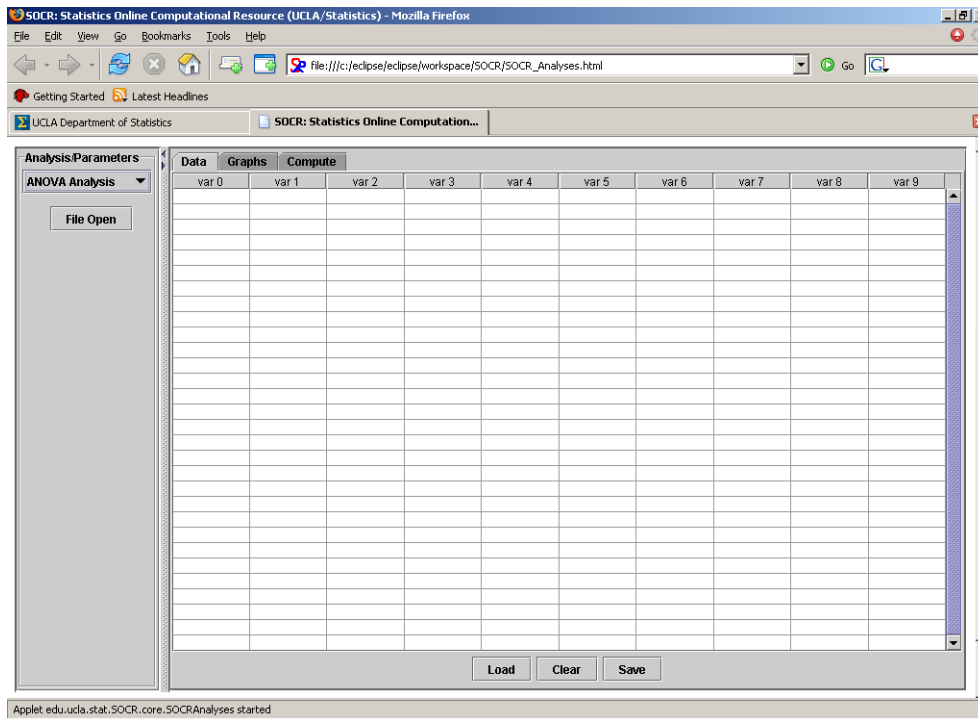 SOCR: Statistics Online Computational Resource (UCLA/Statistics) - Mozilla Firefox
File Edit View Go Bookmarks Tools Help
file:///c:/eclipse/eclipse/workspace/SOCR/SOCR_Analyses.html Go G
Getting Started Latest Headlines
Σ UCLA Department of Statistics SOCR: Statistics Online Computation...
Analysis/Parameters
ANOVA Analysis
File Open
Data Graphs Compute
var 0 var 1 var 2 var 3 var 4 var 5 var 6 var 7 var 8 var 9
Load Clear Save
Applet edu.ucla.stat.SOCR.core.SOCRAnalyses started